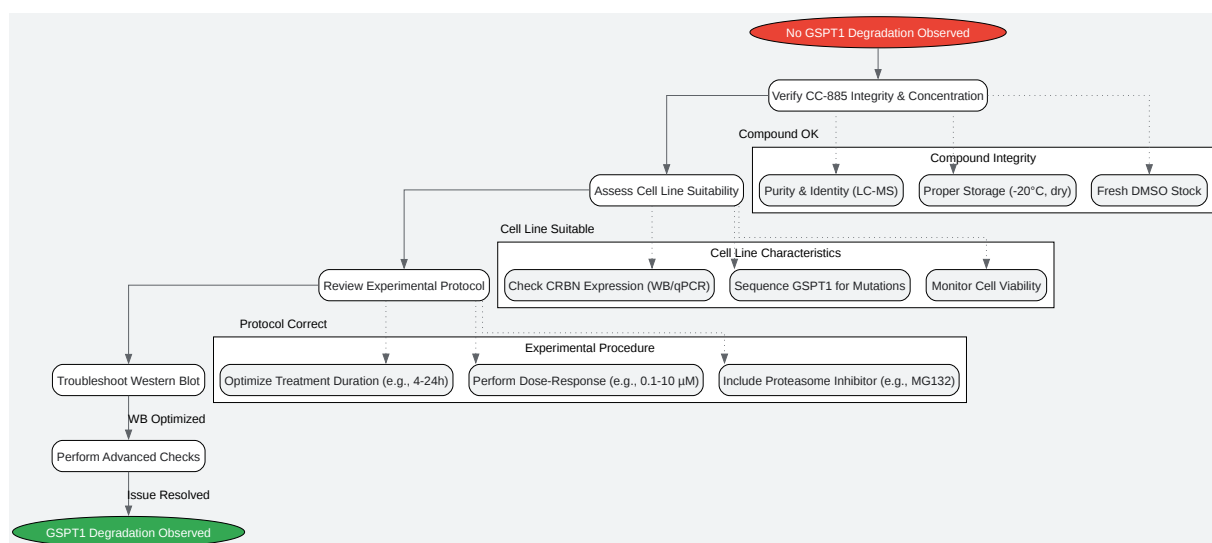 No GSPT1 Degradation Observed
Verify CC-885 Integrity & Concentration
Compound OK
Compound Integrity
Purity & Identity (LC-MS)
Proper Storage (-20°C, dry)
Fresh DMSO Stock
Assess Cell Line Suitability
Cell Line Suitable
Cell Line Characteristics
Check CRBN Expression (WB/qPCR)
Sequence GSPT1 for Mutations
Monitor Cell Viability
Review Experimental Protocol
Protocol Correct
Experimental Procedure
Optimize Treatment Duration (e.g., 4-24h)
Perform Dose-Response (e.g., 0.1-10 µM)
Include Proteasome Inhibitor (e.g., MG132)
Troubleshoot Western Blot
WB Optimized
Perform Advanced Checks
Issue Resolved
GSPT1 Degradation Observed